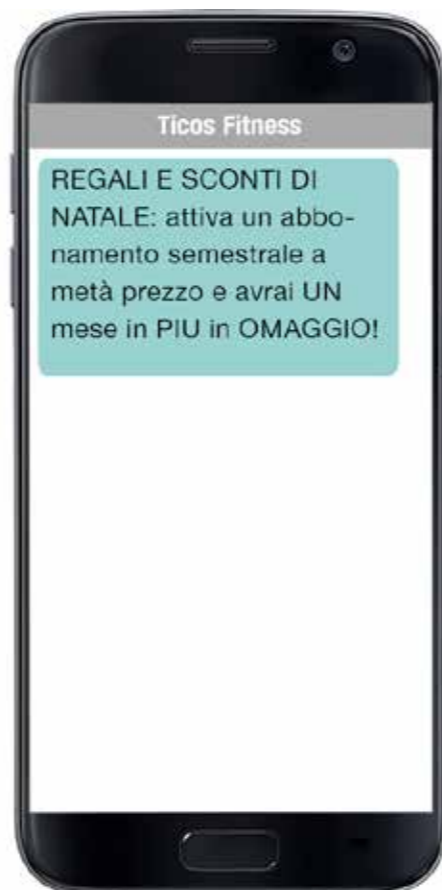 Ticos Fitness
REGALI E SCONTI DI
NATALE: attiva un abbo-
namento semestrale a
metà prezzo e avrai UN
mese in PIU in OMAGGIO!